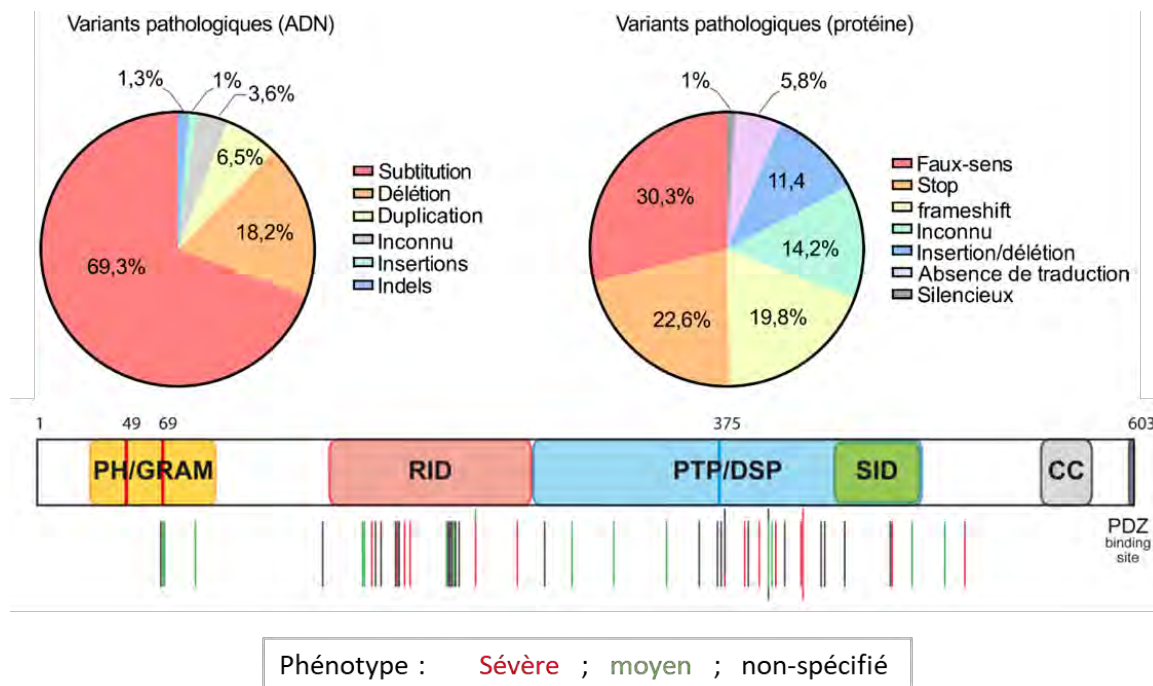 Variants pathologiques (ADN)
1,3%
1%
3,6%
6,5%
18,2%
69,3%
Subtitution
Délétion
Duplication
Inconnu
Insertions
Indels
Variants pathologiques (protéine)
1%
5,8%
11,4
14,2%
19,8%
22,6%
30,3%
Faux-sens
Stop
frameshift
Inconnu
Insertion/délétion
Absence de traduction
Silencieux
1 49 69 375 603
PH/GRAM RID PTP/DSP SID CC
PDZ
binding
site
Phénotype : Sévère ; moyen ; non-spécifié